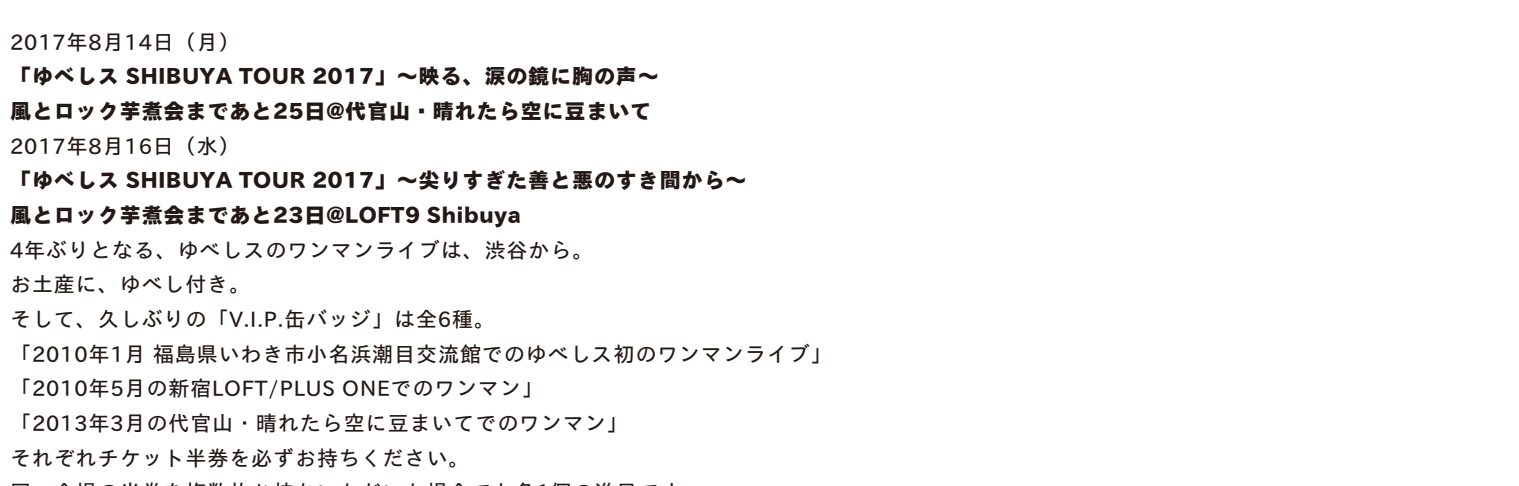 2017年8月14日（月）
「ゆべしス SHIBUYA TOUR 2017」〜映る、涙の鏡に胸の声〜
風とロック芋煮会まであと25日@代官山・晴れたら空に豆まいて
2017年8月16日（水）
「ゆべしス SHIBUYA TOUR 2017」〜尖りすぎた善と悪のすき間から〜
風とロック芋煮会まであと23日@LOFT9 Shibuya
4年ぶりとなる、ゆべしスのワンマンライブは、渋谷から。
お土産に、ゆべし付き。
そして、久しぶりの「V.I.P.缶バッジ」は全6種。
「2010年1月 福島県いわき市小名浜潮目交流館でのゆべしス初のワンマンライブ」
「2010年5月の新宿LOFT/PLUS ONEでのワンマン」
「2013年3月の代官山・晴れたら空に豆まいてでのワンマン」
それぞれチケット半券を必ずお持ちください。